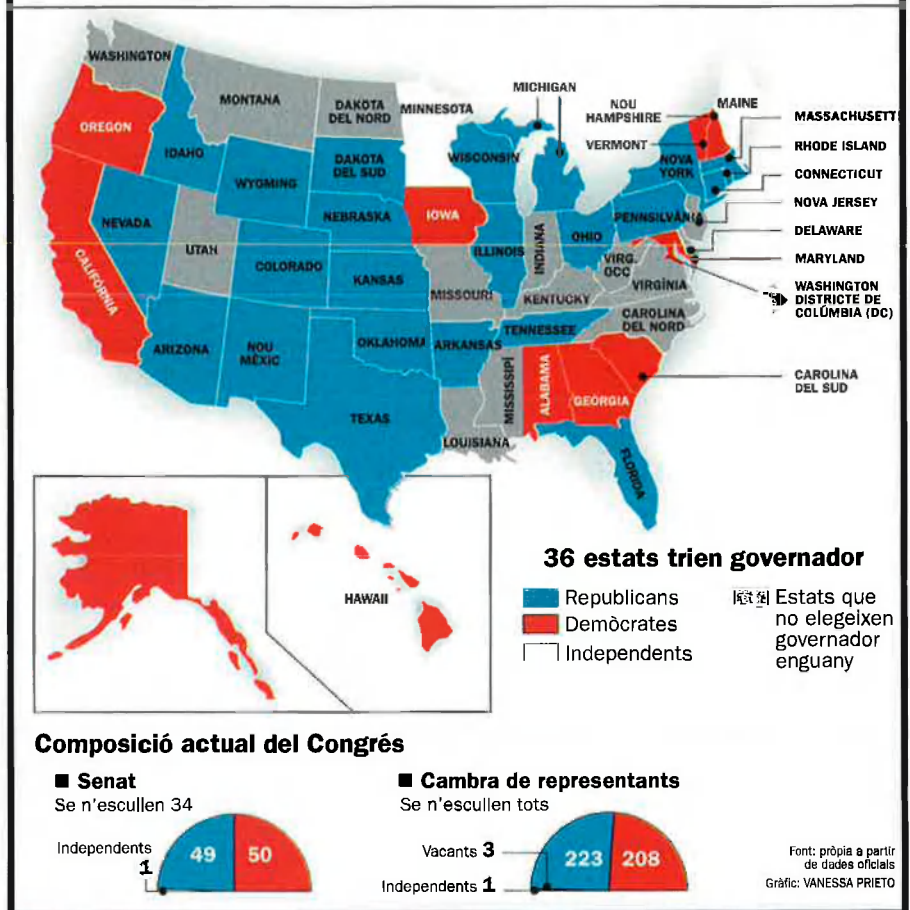 WASHINGTON
MONTANA
DAKOTA
DEL NORD
MINNESOTA
MICHIGAN
NOU
HAMPSHIRE
MAINE
MASSACHUSETT
OREGON
IDAHO
WYOMING
DAKOTA
DEL SUD
WISCONSIN
VERMONT
NOVA
YORK
RHODE ISLAND
CONNECTICUT
NEVADA
UTAH
NEBRASKA
IOWA
ILLINOIS
INDIANA
OHIO
PENNSILVÀNIA
NOVA JERSEY
DELAWARE
MARYLAND
CALIFÒRNIA
COLORADO
KANSAS
MISSOURI
KENTUCKY
VIRG.
OCC
VIRGÍNIA
WASHINGTON
DISTRICTE DE
COLÚMBIA (DC)
ARIZONA
NOU
MÈXIC
OKLAHOMA
ARKANSAS
TENNESSEE
CAROLINA
DEL NORD
CAROLINA
DEL SUD
TEXAS
LOUISIANA
MISSISSIPÍ
ALABAMA
GEÒRGIA
FLORIDA
HAWAII
36 estats trien governador
Republicans
Demòcrates
Independents
Estats que
no elegeixen
governador
enguany
Composició actual del Congrés
Senat
Se n'escullen 34
Independents
1
49
50
Cambra de representants
Se n'escullen tots
Vacants 3
Independents 1
223
208
Font: pròpia a partir
de dades oficials
Gràfic: VANESSA PRIETO